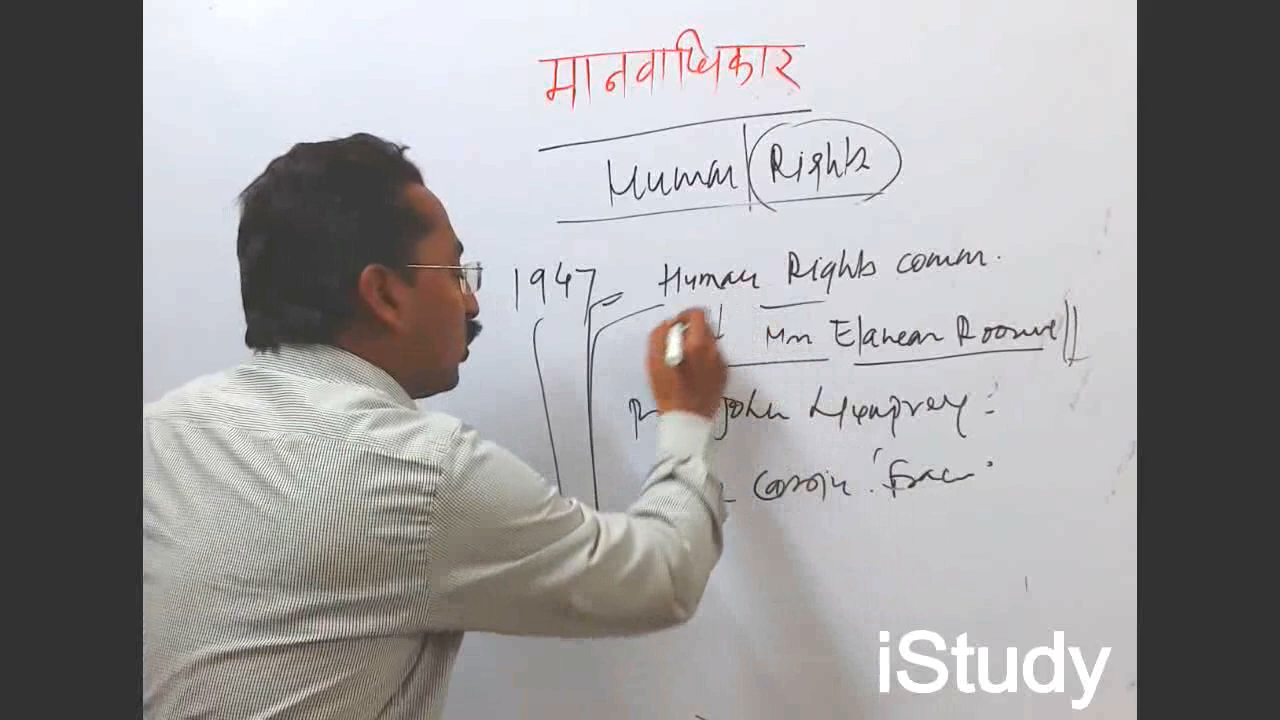 मानवाधिकार
Human Rights
1947 Human Rights comm.
Mrs Elanear Roosvell
John Humprey
iStudy